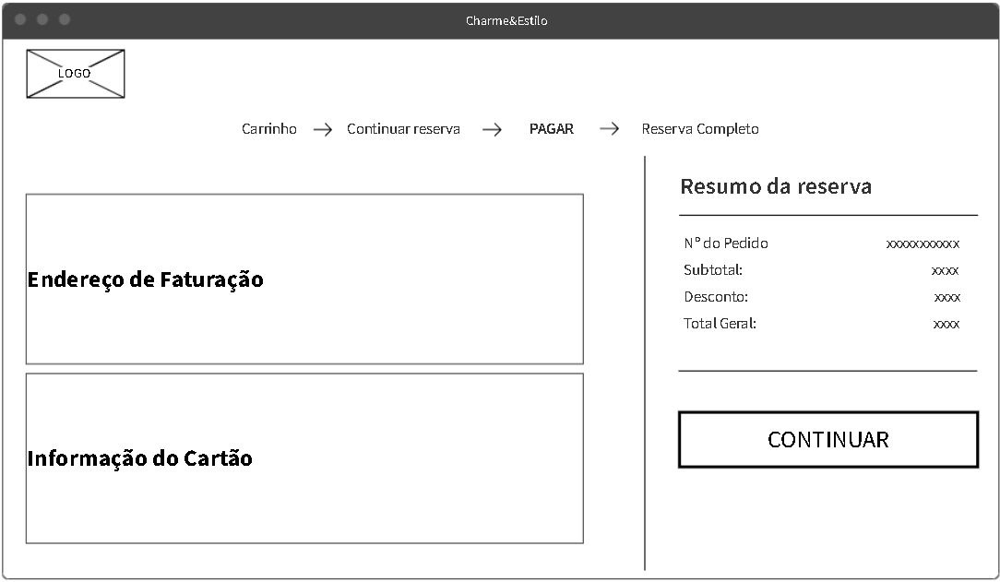 Charme&Estilo
LOGO
Carrinho → Continuar reserva → PAGAR → Reserva Completo
Endereço de Faturação
Informação do Cartão
Resumo da reserva
Nº do Pedido xxxxxxxxxxx
Subtotal: xxxx
Desconto: xxxx
Total Geral: xxxx
CONTINUAR